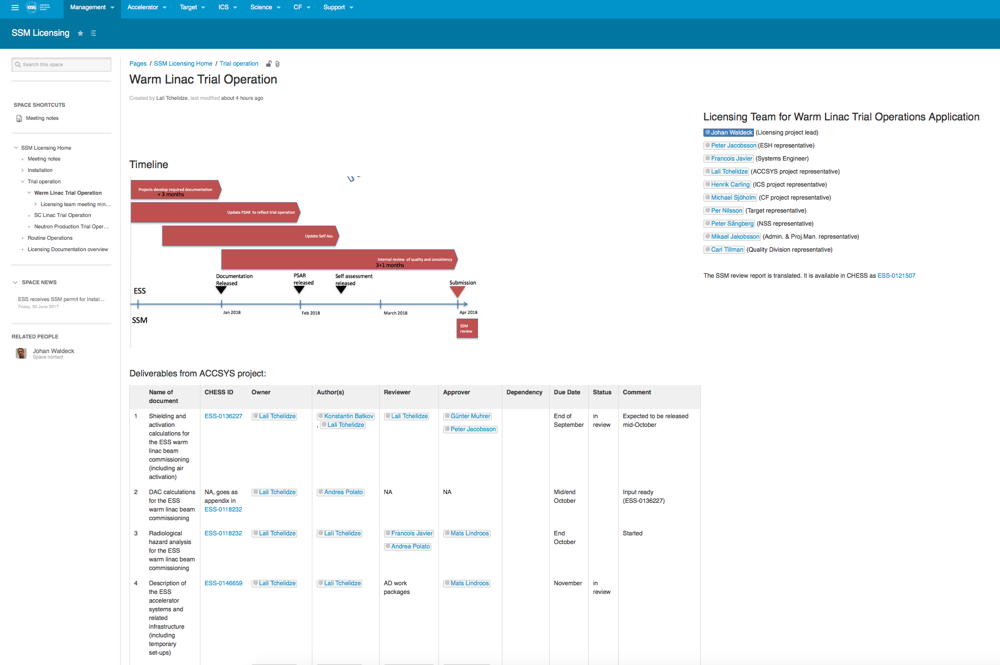 ess EUROPEAN SPALLATION SOURCE
Management Accelerator Target ICS Science CF Support
SSM Licensing
Search this space
SPACE SHORTCUTS
Meeting notes
SSM Licensing Home
Meeting notes
Installation
Trial operation
Warm Linac Trial Operation
Licensing team meeting min...
SC Linac Trial Operation
Neutron Production Trial Oper...
Routine Operations
Licensing Documentation overview
SPACE NEWS
ESS receives SSM permit for Instal...
Friday, 30 June 2017
RELATED PEOPLE
Johan Waldeck
Space contact
Pages / SSM Licensing Home / Trial operation
Warm Linac Trial Operation
Created by Lali Tchelidze, last modified about 4 hours ago
Timeline
Projects develop required documentation
+ 3 months
Update PSAR to reflect trial operation
Update Self Ass.
Internal review of quality and consistency
3+1 months
Documentation
Released
PSAR
released
Self assessment
released
Submission
ESS
Jan 2018 Feb 2018 March 2018 Apr 2018
SSM
SSM
review
Licensing Team for Warm Linac Trial Operations Application
@Johan Waldeck (Licensing project lead)
@Peter Jacobsson (ESH representative)
@Francois Javier (Systems Engineer)
@Lali Tchelidze (ACCSYS project representative)
@Henrik Carling (ICS project representative)
@Michael Sjöholm (CF project representative)
@Per Nilsson (Target representative)
@Peter Sångberg (NSS representative)
@Mikael Jakobsson (Admin. & Proj.Man. representative)
@Carl Tillman (Quality Division representative)
The SSM review report is translated. It is available in CHESS as ESS-0121507
Deliverables from ACCSYS project:
Name of document CHESS ID Owner Author(s) Reviewer Approver Dependency Due Date Status Comment
1
Shielding and
activation
calculations for
the ESS warm
linac beam
commissioning
(including air
activation)
ESS-0136227
@Lali Tchelidze
@Konstantin Batkov
, @Lali Tchelidze
@Lali Tchelidze
@Günter Muhrer
@Peter Jacobsson
End of
September
in
review
Expected to be released
mid-October
2
DAC calculations
for the ESS
warm linac beam
commissioning
NA, goes as
appendix in
ESS-0118232
@Lali Tchelidze
@Andrea Polato
NA
NA
Mid/end
October
Input ready
(ESS-0136227)
3
Radiological
hazard analysis
for the ESS
warm linac beam
commissioning
ESS-0118232
@Lali Tchelidze
@Lali Tchelidze
@Francois Javier
@Andrea Polato
@Mats Lindroos
End
October
Started
4
Description of
the ESS
accelerator
systems and
related
infrastructure
(including
temporary
set-ups)
ESS-0146659
@Lali Tchelidze
@Lali Tchelidze
AD work
packages
@Mats Lindroos
November
in
review